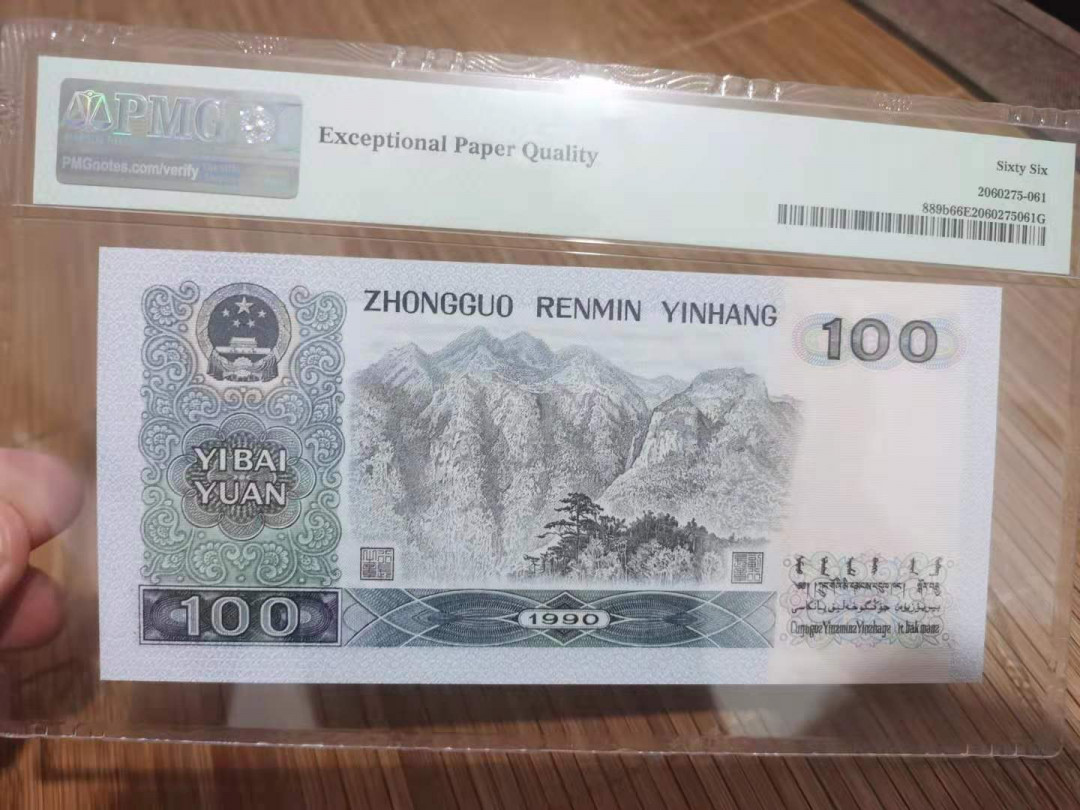 PMG
PMGnotes.com/verify
Exceptional Paper Quality
Sixty Six
2060275-061
889b66E2060275061G
ZHONGGUO RENMIN YINHANG
100
YIBAI
YUAN
100
1990